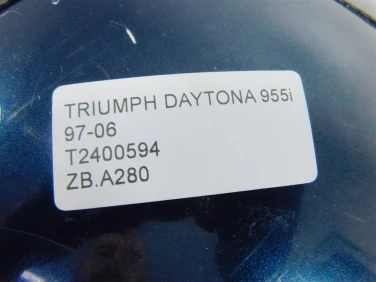 TRIUMPH DAYTONA 955i
97-06
T2400594
ZB.A280